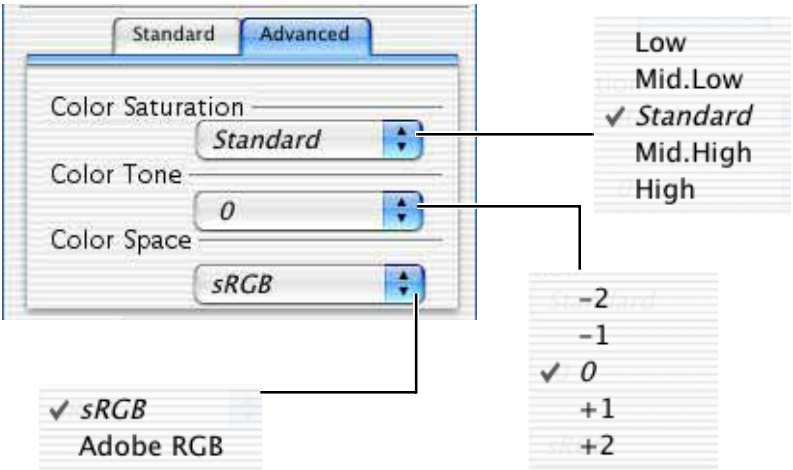 Standard
Advanced
Color Saturation
Standard
Color Tone
0
Color Space
sRGB
Low
Mid.Low
✓ Standard
Mid.High
High
-2
-1
✓ 0
+1
+2
✓ sRGB
Adobe RGB